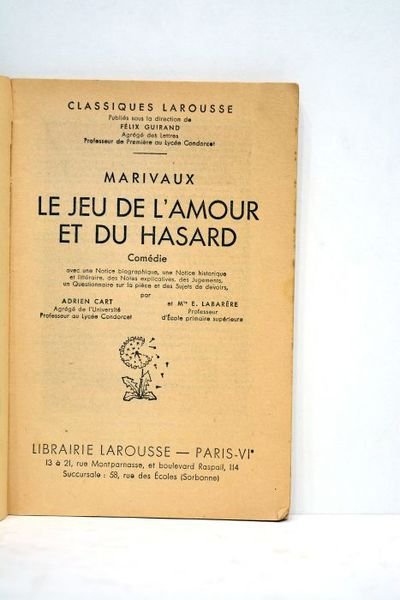 CLASSIQUES LAROUSSE
Publiés sous la direction de
FÉLIX GUIRAND
Agrégé des Lettres
Professeur de Première au Lycée Condorcet
MARIVAUX
LE JEU DE L'AMOUR
ET DU HASARD
Comédie
avec une Notice biographique, une Notice historique
et littéraire, des Notes explicatives, des Jugements,
un Questionnaire sur la pièce et des Sujets de devoirs,
par
ADRIEN CART
Agrégé de l'Université
Professeur au Lycée Condorcet
et Mme E. LABARÈRE
Professeur
d'École primaire supérieure
LIBRAIRIE LAROUSSE — PARIS-VIe
13 à 21, rue Montparnasse, et boulevard Raspail, 114
Succursale : 58, rue des Écoles (Sorbonne)